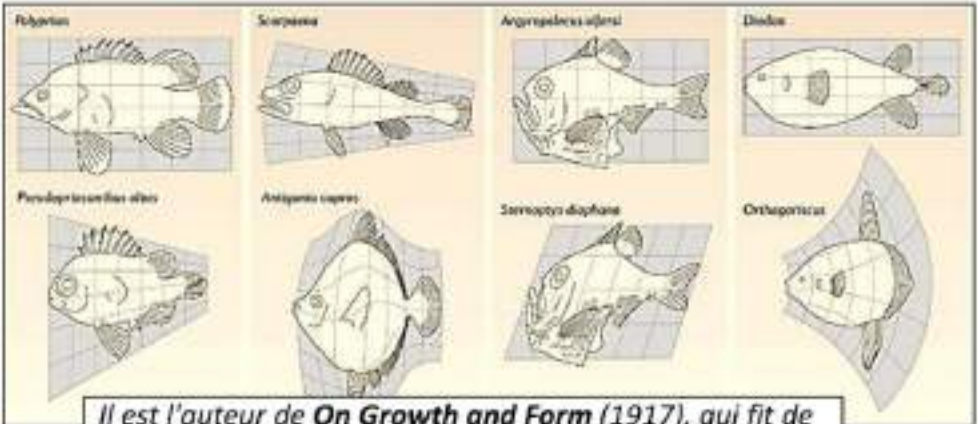 Polyprion
Scorpaena
Argyropelecus olfersi
Diodon
Pseudopriacanthus altus
Antigonia capros
Sternoptyx diaphana
Orthagoriscus
Il est l'auteur de On Growth and Form (1917), qui fit de